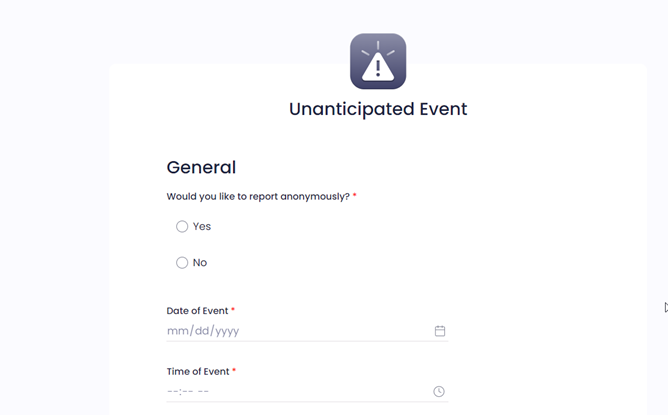 Unanticipated Event
General
Would you like to report anonymously? *
Yes
No
Date of Event *
mm/dd/yyyy
Time of Event *
--:-- --